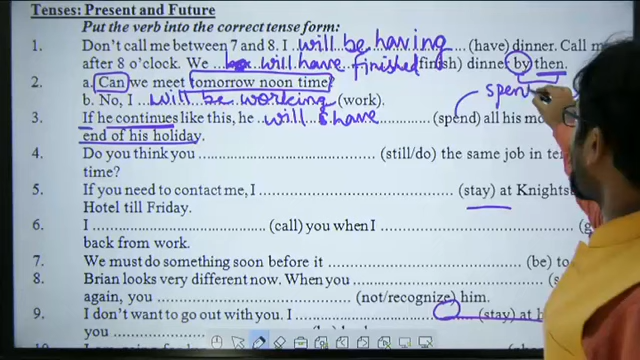 Tenses: Present and Future
Put the verb into the correct tense form:
1. Don't call me between 7 and 8. I ..will be having.. (have) dinner. Call m
after 8 o'clock. We ....will have finished (finish) dinner by then.
2. a. Can we meet tomorrow noon time?
b. No, I ...will be working (work).
3. If he continues like this, he ..will have ............ (spend) all his mo
spen
end of his holiday.
4. Do you think you .................................... (still/do) the same job in te
time?
5. If you need to contact me, I .................................... (stay) at Knights
Hotel till Friday.
6. I .................................... (call) you when I ....................................
back from work.
7. We must do something soon before it .................................... (be) to
8. Brian looks very different now. When you ....................................
again, you .................................... (not/recognize) him.
9. I don't want to go out with you. I .................................... (stay) at h
you